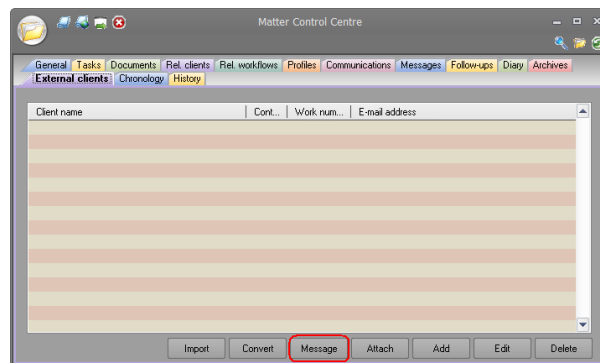 Matter Control Centre
General Tasks Documents Rel. clients Rel. workflows Profiles Communications Messages Follow-ups Diary Archives
External clients Chronology History
Client name Cont... Work num... E-mail address
Import Convert Message Attach Add Edit Delete